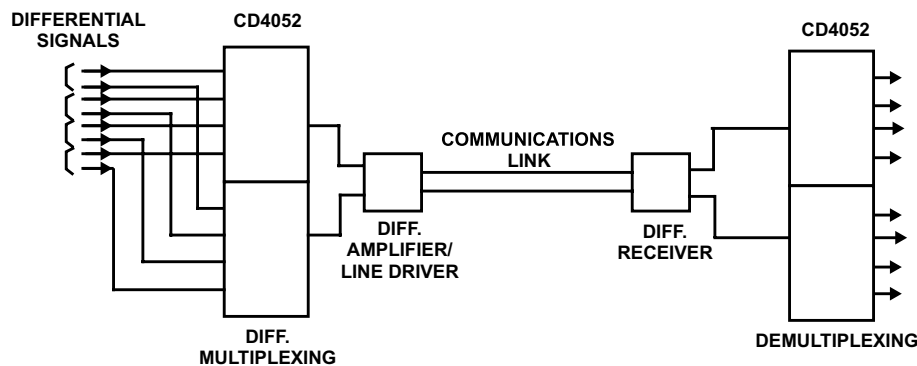 DIFFERENTIAL
SIGNALS
CD4052
CD4052
COMMUNICATIONS
LINK
DIFF.
AMPLIFIER/
LINE DRIVER
DIFF.
RECEIVER
DIFF.
MULTIPLEXING
DEMULTIPLEXING